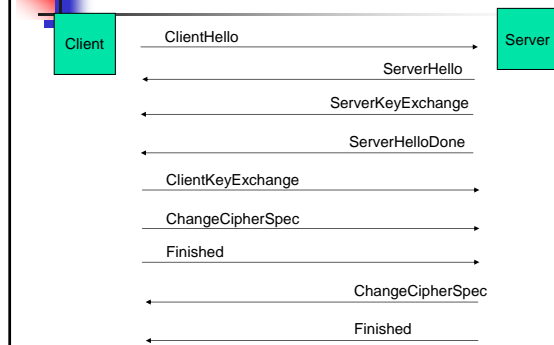 Client
ClientHello
Server
ServerHello
ServerKeyExchange
ServerHelloDone
ClientKeyExchange
ChangeCipherSpec
Finished
ChangeCipherSpec
Finished